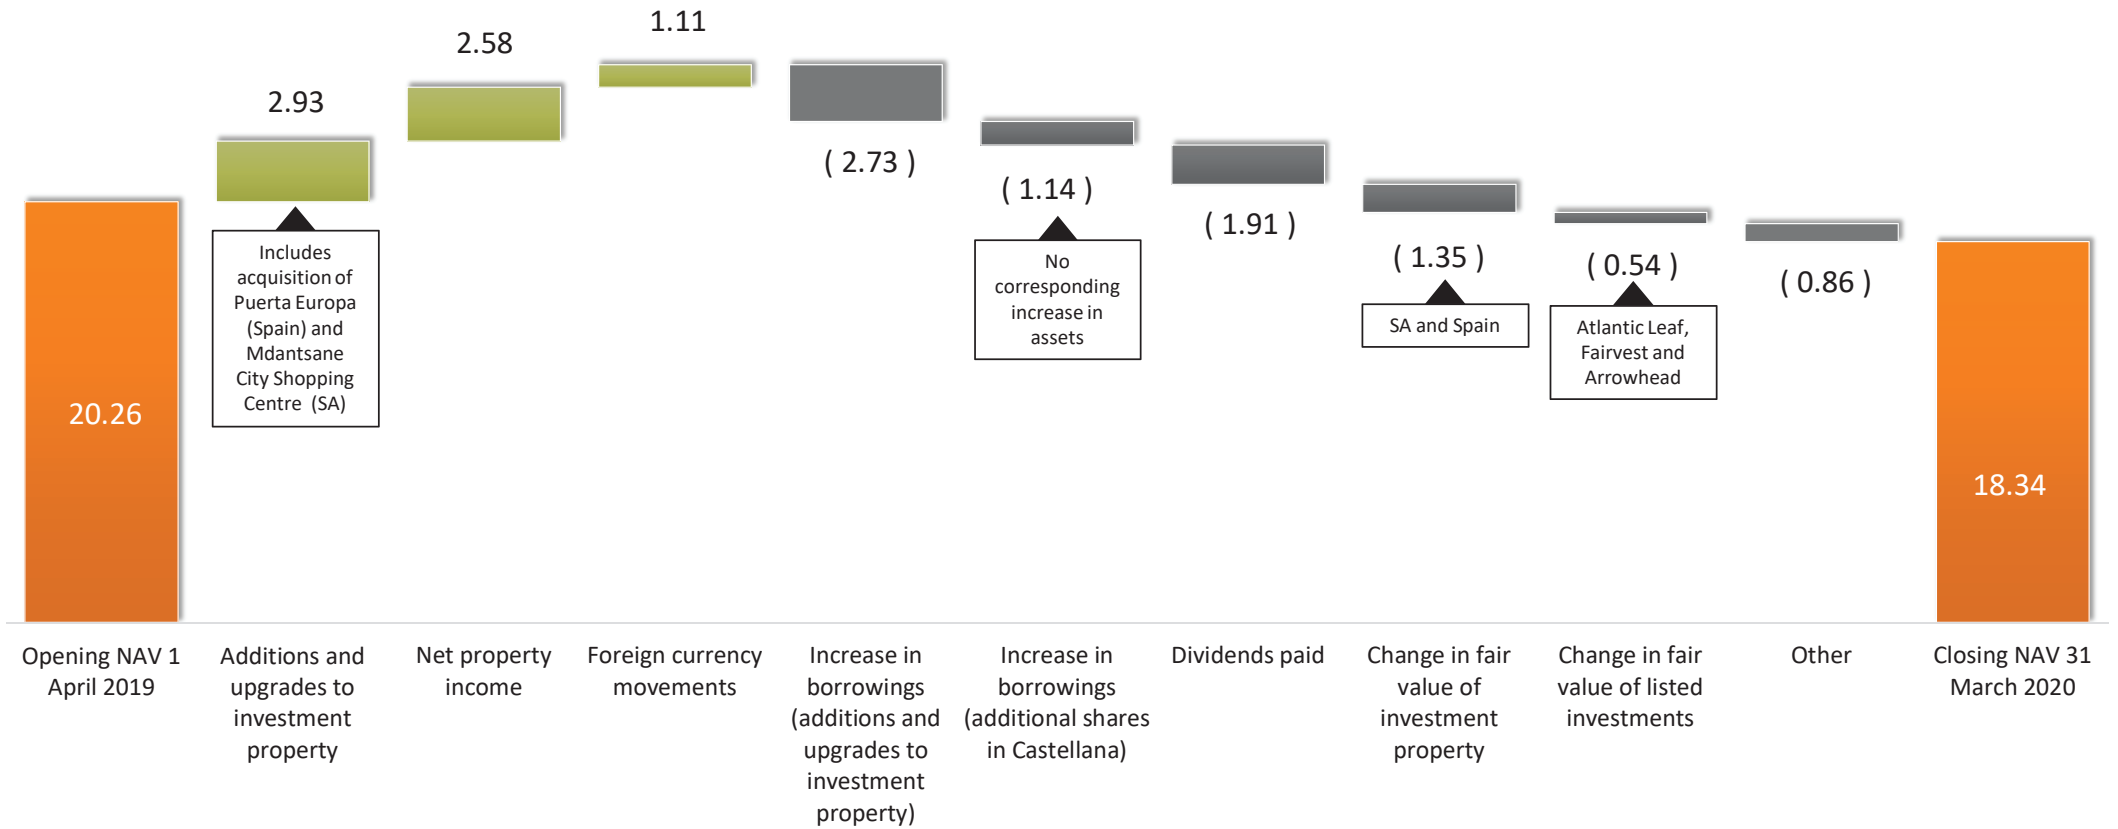 1.11
2.58
2.93
( 2.73 )
( 1.14 )
( 1.91 )
( 1.35 )
( 0.54 )
( 0.86 )
Includes
acquisition of
Puerta Europa
(Spain) and
Mdantsane
City Shopping
Centre (SA)
No
corresponding
increase in
assets
SA and Spain
Atlantic Leaf,
Fairvest and
Arrowhead
20.26
18.34
Opening NAV 1
April 2019
Additions and
upgrades to
investment
property
Net property
income
Foreign currency
movements
Increase in
borrowings
(additions and
upgrades to
investment
property)
Increase in
borrowings
(additional shares
in Castellana)
Dividends paid
Change in fair
value of
investment
property
Change in fair
value of listed
investments
Other
Closing NAV 31
March 2020